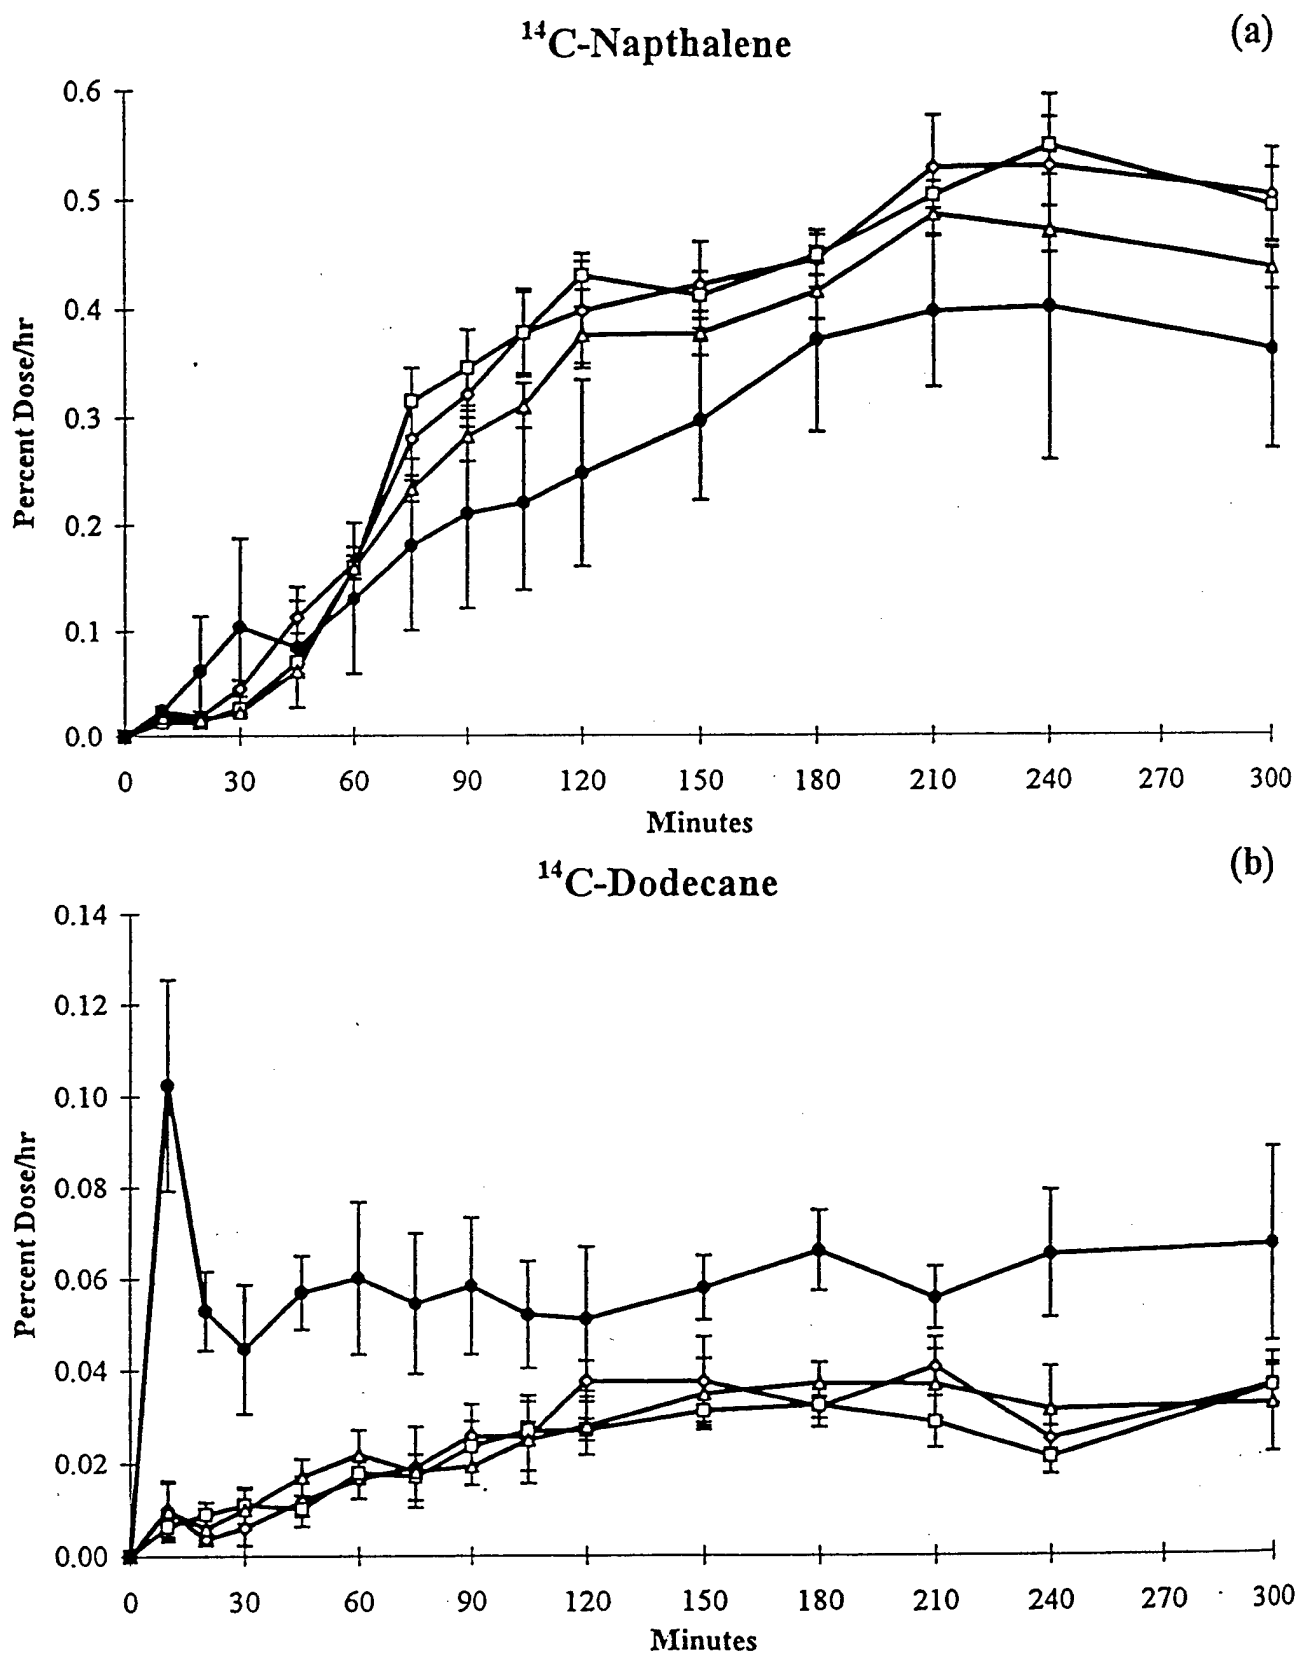 ¹⁴C-Napthalene
(a)
Percent Dose/hr
0.6
0.5
0.4
0.3
0.2
0.1
0.0
0 30 60 90 120 150 180 210 240 270 300
Minutes
(b)
¹⁴C-Dodecane
Percent Dose/hr
0.14
0.12
0.10
0.08
0.06
0.04
0.02
0.00
0 30 60 90 120 150 180 210 240 270 300
Minutes